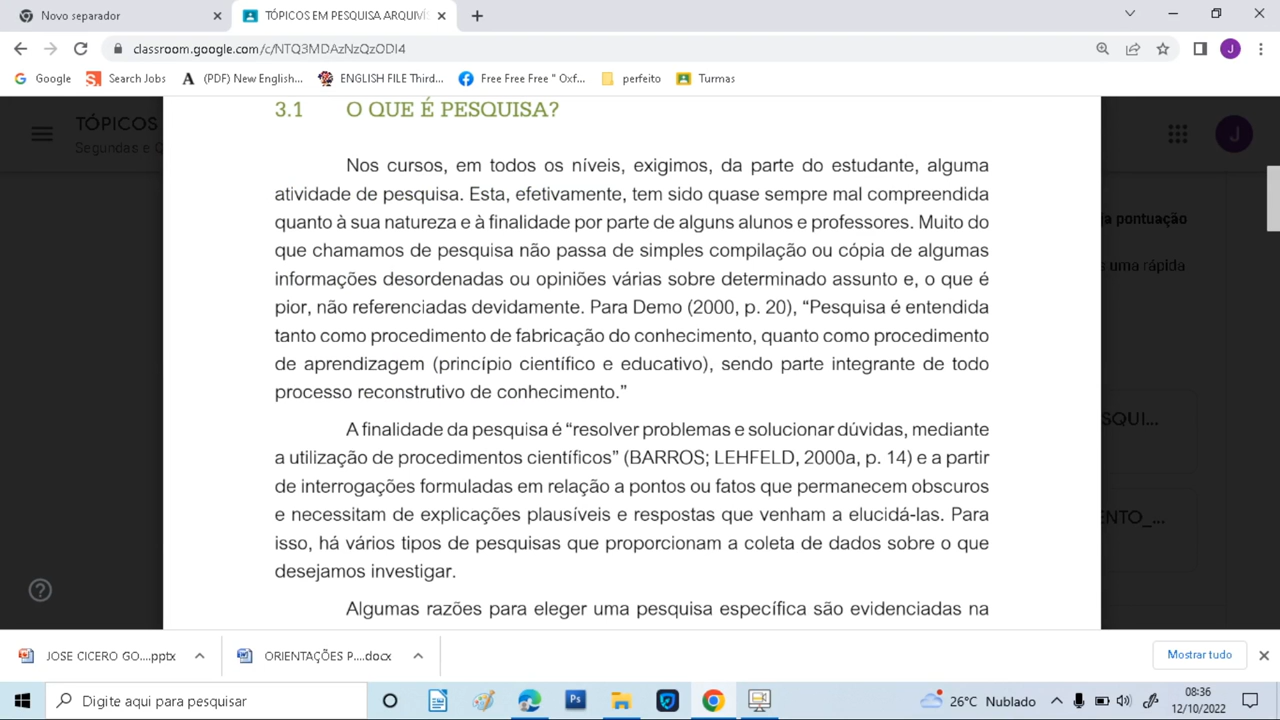 Novo separador
TÓPICOS EM PESQUISA ARQUIVÍS
classroom.google.com/c/NTQ3MDAzNzQzODI4
Google
Search Jobs
(PDF) New English...
ENGLISH FILE Third...
Free Free Free " Oxf...
perfeito
Turmas
TÓPICOS
Segundas e
3.1 O QUE É PESQUISA?
Nos cursos, em todos os níveis, exigimos, da parte do estudante, alguma
atividade de pesquisa. Esta, efetivamente, tem sido quase sempre mal compreendida
quanto à sua natureza e à finalidade por parte de alguns alunos e professores. Muito do
que chamamos de pesquisa não passa de simples compilação ou cópia de algumas
informações desordenadas ou opiniões várias sobre determinado assunto e, o que é
pior, não referenciadas devidamente. Para Demo (2000, p. 20), “Pesquisa é entendida
tanto como procedimento de fabricação do conhecimento, quanto como procedimento
de aprendizagem (princípio científico e educativo), sendo parte integrante de todo
processo reconstrutivo de conhecimento.”
A finalidade da pesquisa é “resolver problemas e solucionar dúvidas, mediante
a utilização de procedimentos científicos” (BARROS; LEHFELD, 2000a, p. 14) e a partir
de interrogações formuladas em relação a pontos ou fatos que permanecem obscuros
e necessitam de explicações plausíveis e respostas que venham a elucidá-las. Para
isso, há vários tipos de pesquisas que proporcionam a coleta de dados sobre o que
desejamos investigar.
Algumas razões para eleger uma pesquisa específica são evidenciadas na
J
J
ja pontuação
s uma rápida
SQUI...
ENTO_...
JOSE CICERO GO....pptx
ORIENTAÇÕES P....docx
Mostrar tudo
Digite aqui para pesquisar
Ps
26°C Nublado
08:36
12/10/2022